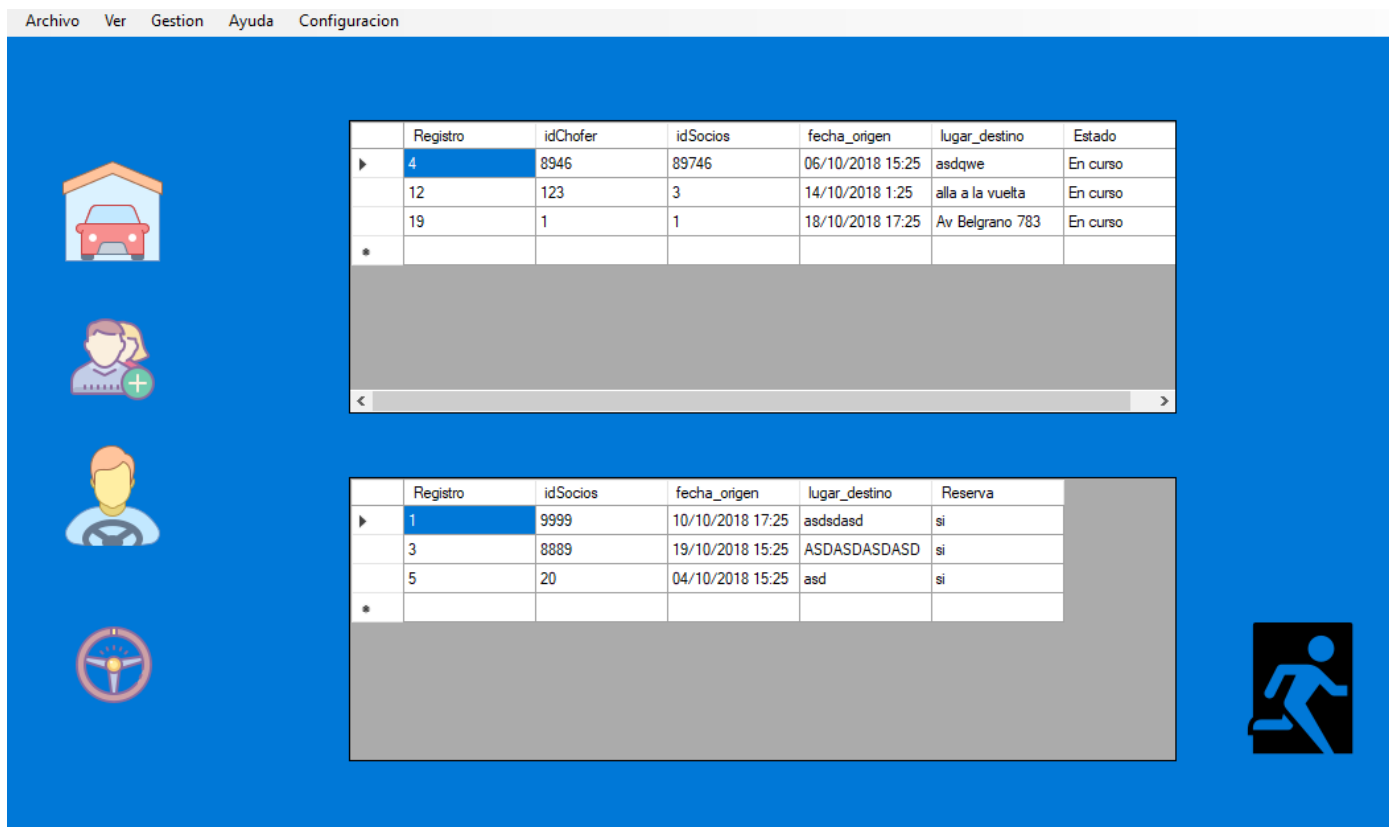 Archivo Ver Gestion Ayuda Configuracion
Registro idChofer idSocios fecha_origen lugar_destino Estado
4 8946 89746 06/10/2018 15:25 asdqwe En curso
12 123 3 14/10/2018 1:25 alla a la vuelta En curso
19 1 1 18/10/2018 17:25 Av Belgrano 783 En curso
Registro idSocios fecha_origen lugar_destino Reserva
1 9999 10/10/2018 17:25 asdsdasd si
3 8889 19/10/2018 15:25 ASDASDASDASD si
5 20 04/10/2018 15:25 asd si